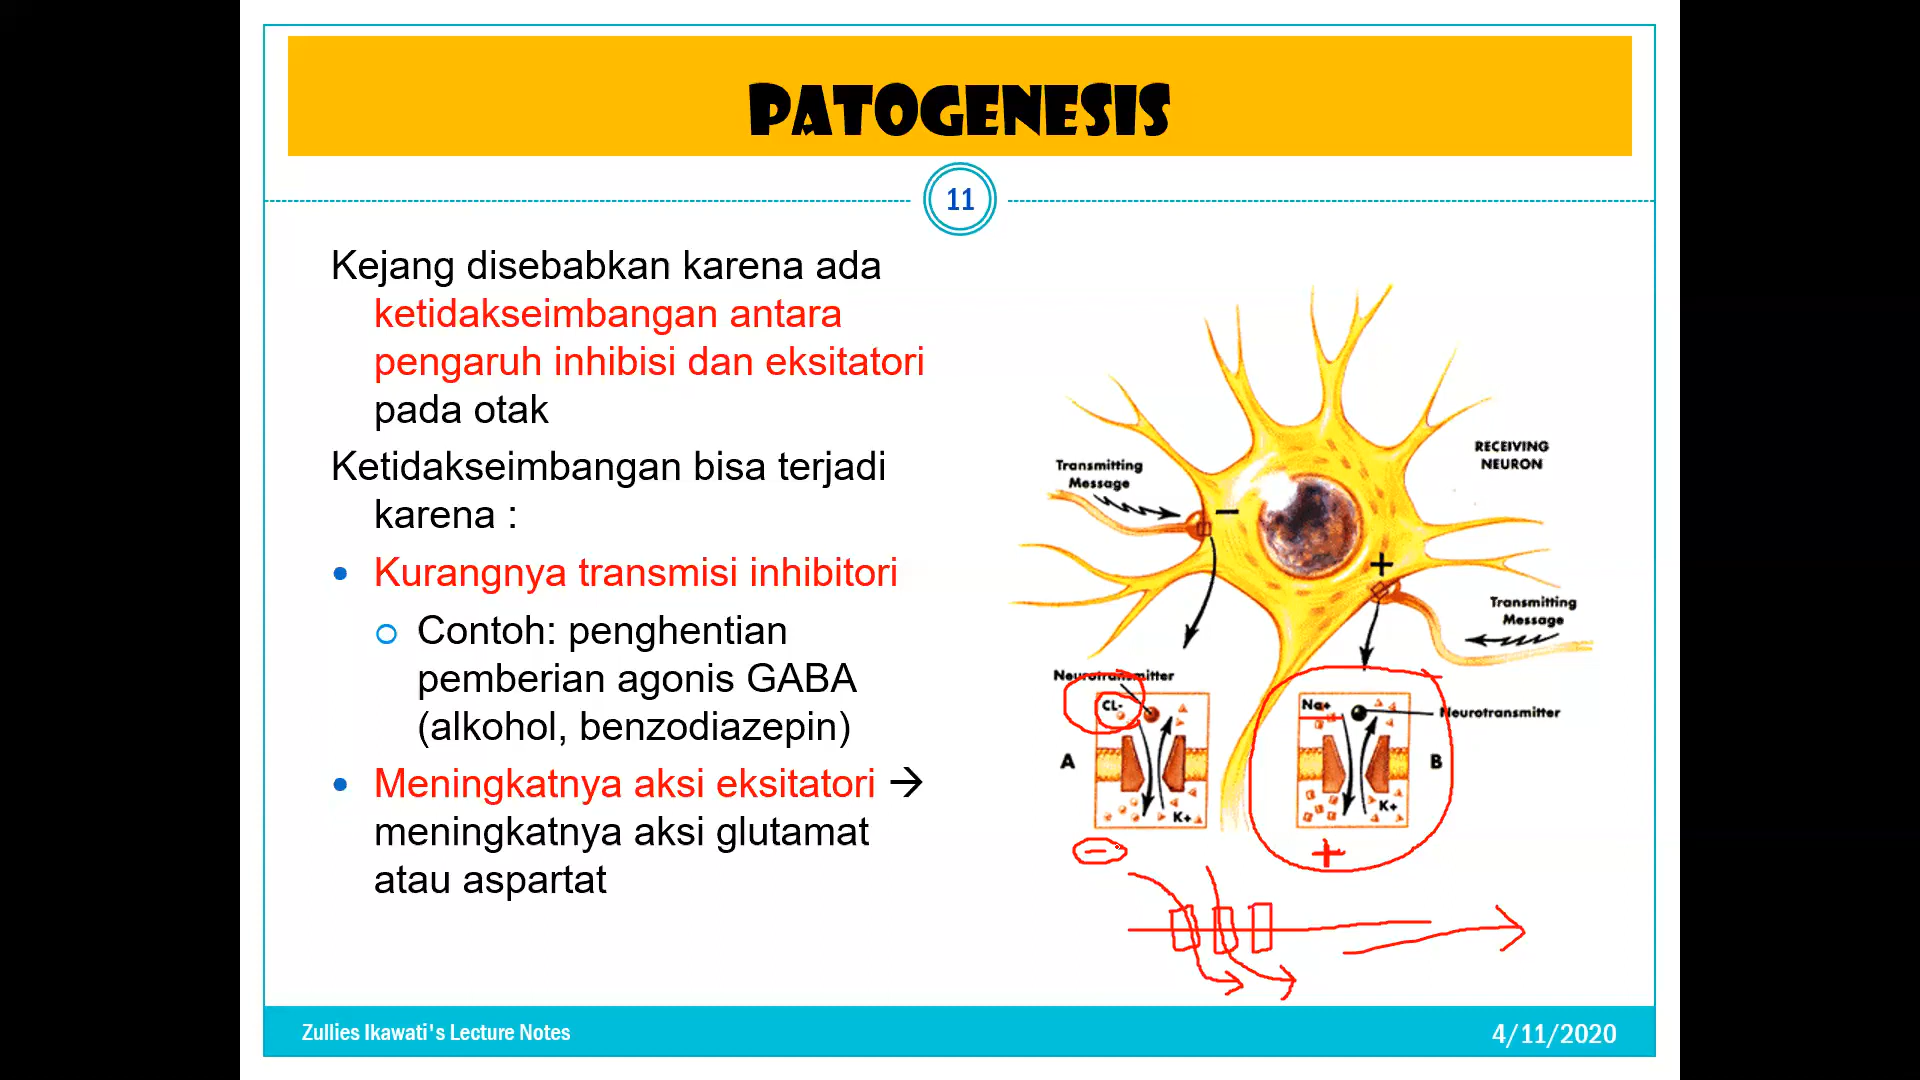 PATOGENESIS
11
Kejang disebabkan karena ada
ketidakseimbangan antara
pengaruh inhibisi dan eksitatori
pada otak
Ketidakseimbangan bisa terjadi
karena :
• Kurangnya transmisi inhibitori
o Contoh: penghentian
pemberian agonis GABA
(alkohol, benzodiazepin)
• Meningkatnya aksi eksitatori →
meningkatnya aksi glutamat
atau aspartat
RECEIVING
NEURON
Transmitting
Message
−
+
Transmitting
Message
Neurotransmitter
CL-
A
K+
Na+
Neurotransmitter
B
K+
−
+
Zullies Ikawati's Lecture Notes
4/11/2020